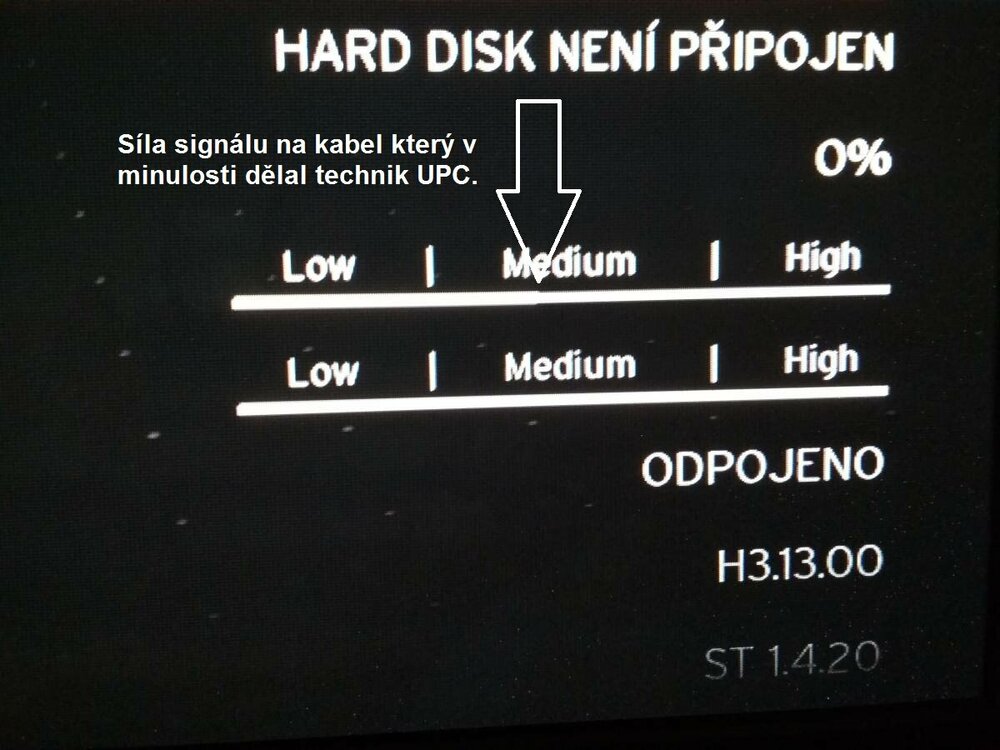 HARD DISK NENÍ PŘIPOJEN
Síla signálu na kabel který v
minulosti dělal technik UPC.
0%
Low | Medium | High
Low | Medium | High
ODPOJENO
H3.13.00
ST 1.4.20